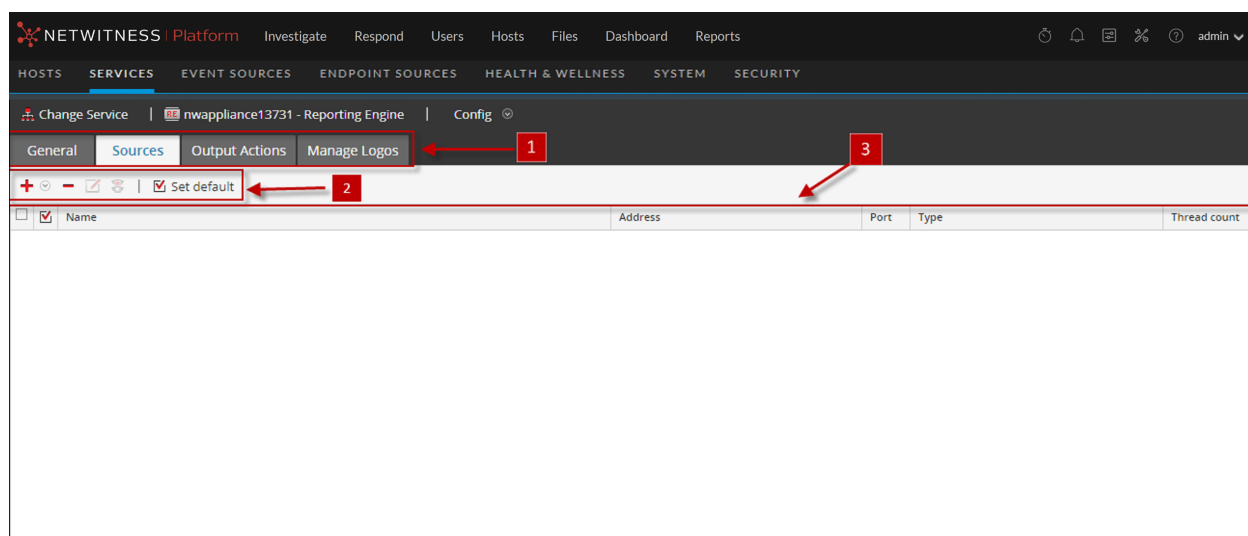 NETWITNESS Platform Investigate Respond Users Hosts Files Dashboard Reports admin
HOSTS SERVICES EVENT SOURCES ENDPOINT SOURCES HEALTH & WELLNESS SYSTEM SECURITY
Change Service | RE nwappliance13731 - Reporting Engine | Config
General Sources Output Actions Manage Logos 1 3
Set default 2
Name Address Port Type Thread count